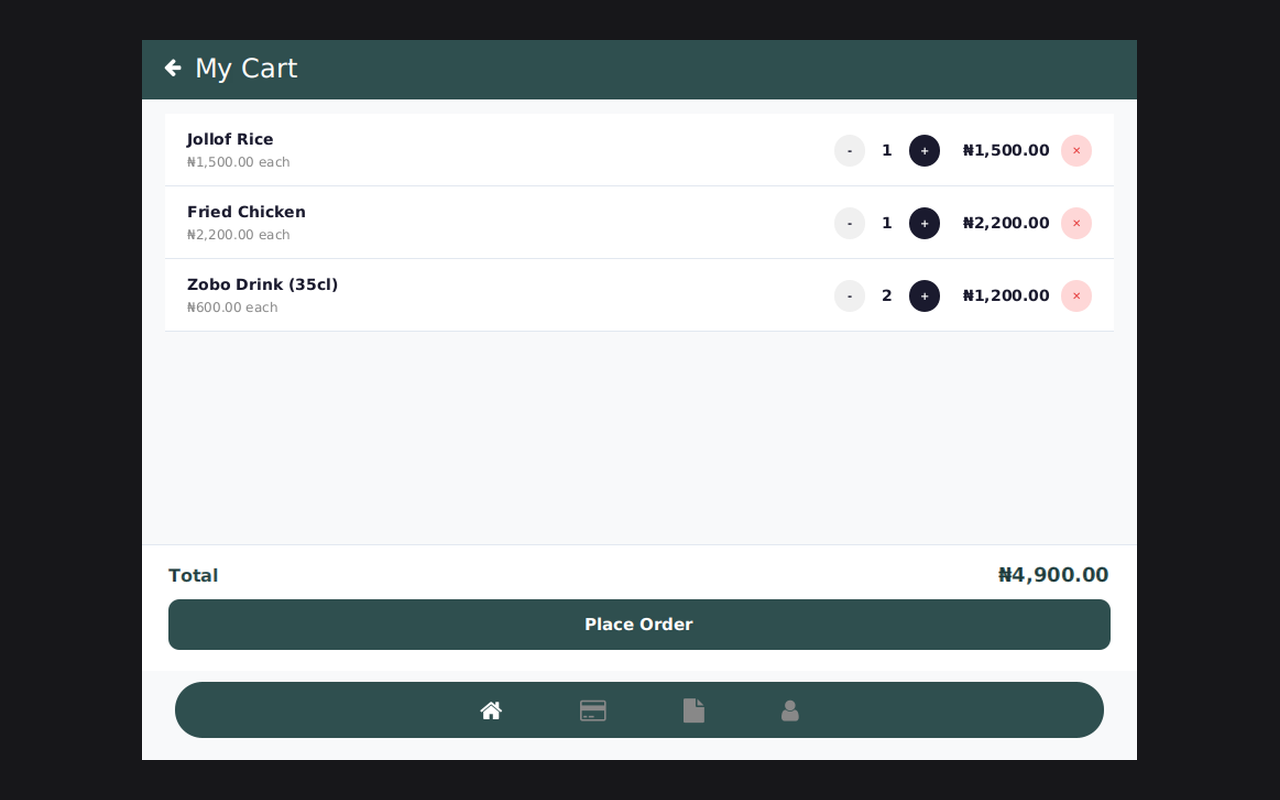 My Cart
Jollof Rice
₦1,500.00 each
- 1 + ₦1,500.00 ×
Fried Chicken
₦2,200.00 each
- 1 + ₦2,200.00 ×
Zobo Drink (35cl)
₦600.00 each
- 2 + ₦1,200.00 ×
Total ₦4,900.00
Place Order